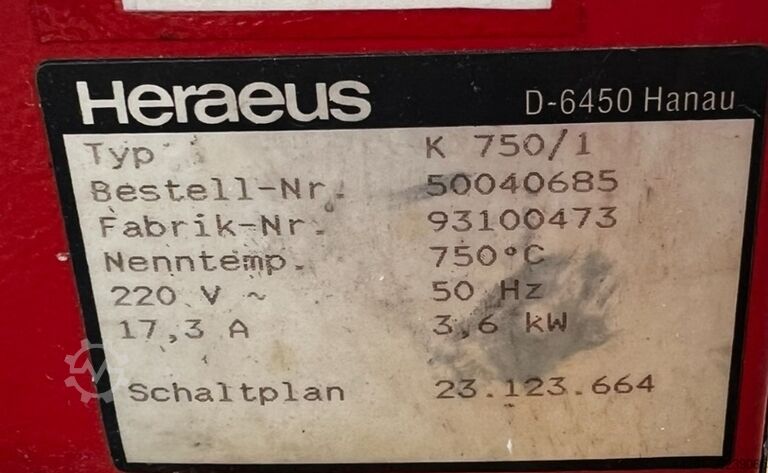 Heraeus D-6450 Hanau
Typ K 750/1
Bestell-Nr. 50040685
Fabrik-Nr. 93100473
Nenntemp. 750°C
220 V ~ 50 Hz
17,3 A 3,6 kW
Schaltplan 23.123.664